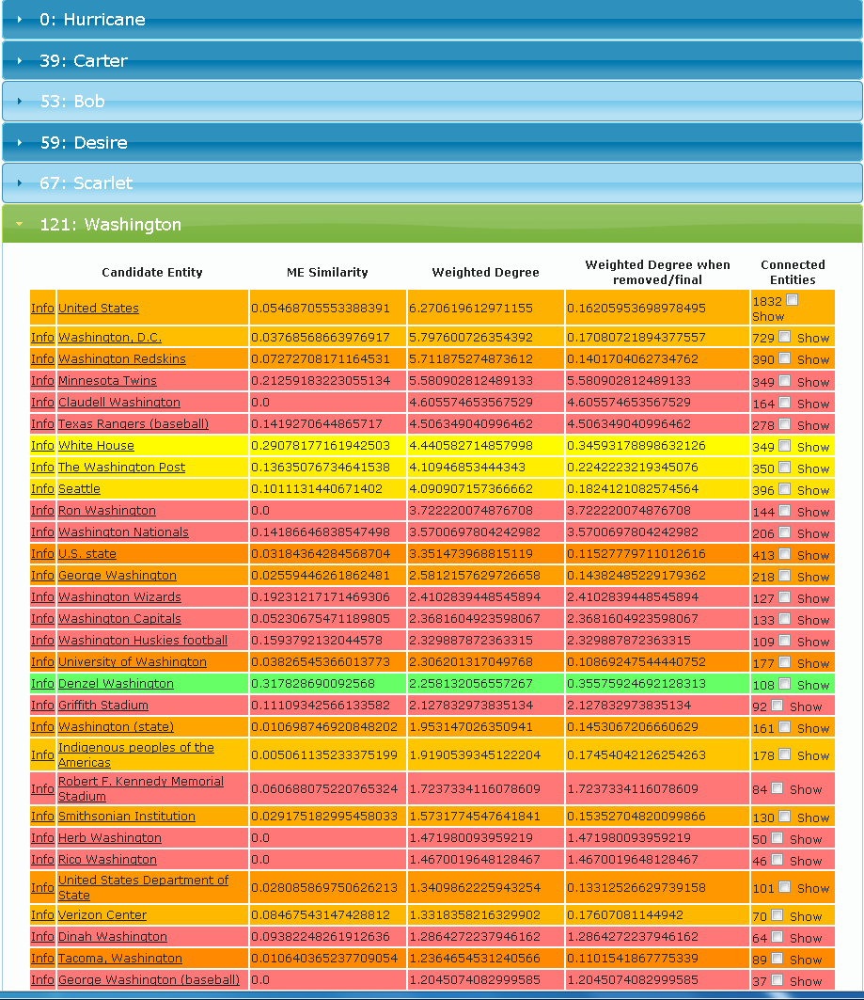 0: Hurricane
39: Carter
53: Bob
59: Desire
67: Scarlet
121: Washington
Candidate Entity ME Similarity Weighted Degree Weighted Degree when removed/final Connected Entities
Info United States 0.05468705553388391 6.270619612971155 0.16205953698978495 1832 Show
Info Washington, D.C. 0.03768568663976917 5.797600726354392 0.17080721894377557 729 Show
Info Washington Redskins 0.07272708171164531 5.711875274873612 0.1401704062734762 390 Show
Info Minnesota Twins 0.21259183223055134 5.580902812489133 5.580902812489133 349 Show
Info Claudell Washington 0.0 4.605574653567529 4.605574653567529 164 Show
Info Texas Rangers (baseball) 0.1419270644865717 4.506349040996462 4.506349040996462 278 Show
Info White House 0.29078177161942503 4.440582714857998 0.34593178898632126 349 Show
Info The Washington Post 0.13635076734641538 4.10946853444343 0.2242223219345076 350 Show
Info Seattle 0.1011131440671402 4.090907157366662 0.1824121082574564 396 Show
Info Ron Washington 0.0 3.722220074876708 3.722220074876708 144 Show
Info Washington Nationals 0.14186646838547498 3.5700697804242982 3.5700697804242982 206 Show
Info U.S. state 0.031843642845687​04 3.351473968815119 0.11527779711012616 413 Show
Info George Washington 0.02559446261862481 2.58121576297​26658 0.14382485229179362 218 Show
Info Washington Wizards 0.19231217171469306 2.4102839448545894 2.4102839448545894 127 Show
Info Washington Capitals 0.05230675471189805 2.3681604923598067 2.3681604923598067 133 Show
Info Washington Huskies football 0.1593792132044578 2.329887872363315 2.329887872363315 109 Show
Info University of Washington 0.03826545366013773 2.306201317049768 0.10869247544440752 177 Show
Info Denzel Washington 0.317828690092568 2.258132056557267 0.35575924692128313 108 Show
Info Griffith Stadium 0.11109342566133582 2.127832973835134 2.127832973835134 92 Show
Info Washington (state) 0.010698746920848202 1.953147026350941 0.1453067206660629 161 Show
Info Indigenous peoples of the Americas 0.005061135233375199 1.9190539345122204 0.17454042126254263 178 Show
Info Robert F. Kennedy Memorial Stadium 0.060688075220765324 1.7237334116078609 1.7237334116078609 84 Show
Info Smithsonian Institution 0.029175182995458033 1.5731774547641841 0.15352704820099866 130 Show
Info Herb Washington 0.0 1.471980093959219 1.471980093959219 50 Show
Info Rico Washington 0.0 1.4670019648128467 1.4670019648128467 46 Show
Info United States Department of State 0.028085869750626213 1.3409862225943254 0.13312526629739158 101 Show
Info Verizon Center 0.08467543147428812 1.3318358216329902 0.17607081144942 70 Show
Info Dinah Washington 0.09382248261912636 1.2864272237946162 1.2864272237946162 64 Show
Info Tacoma, Washington 0.010640365237709054 1.2364654531240566 0.1101541867775339 89 Show
Info George Washington (baseball) 0.0 1.2045074082999585 1.2045074082999585 37 Show